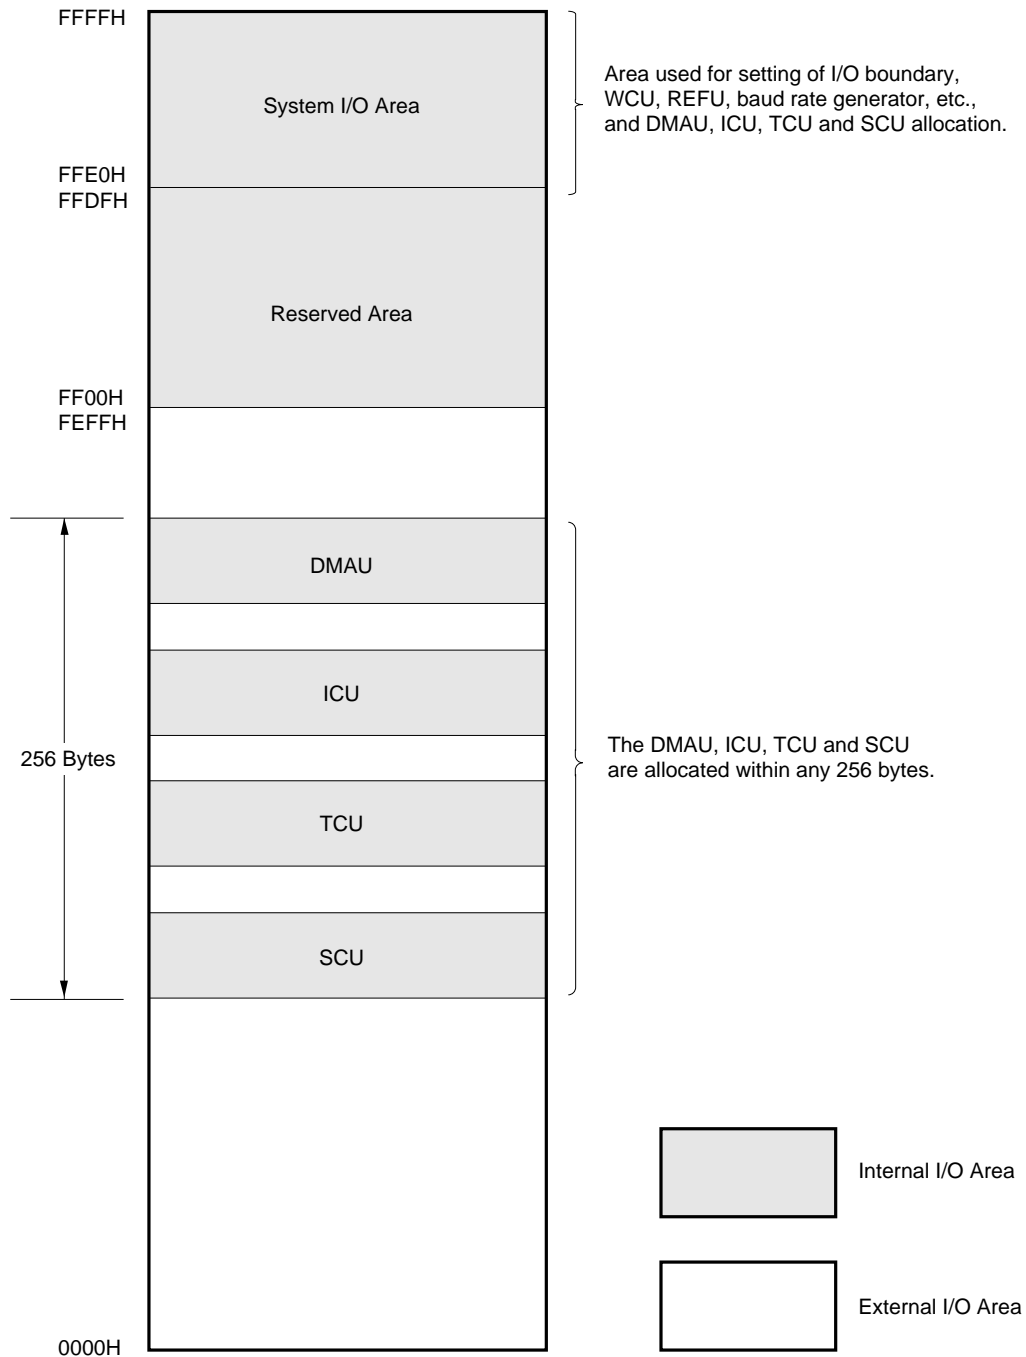 FFFFH
System I/O Area
Area used for setting of I/O boundary,
WCU, REFU, baud rate generator, etc.,
and DMAU, ICU, TCU and SCU allocation.
FFE0H
FFDFH
Reserved Area
FF00H
FEFFH
DMAU
ICU
256 Bytes
The DMAU, ICU, TCU and SCU
are allocated within any 256 bytes.
TCU
SCU
Internal I/O Area
External I/O Area
0000H